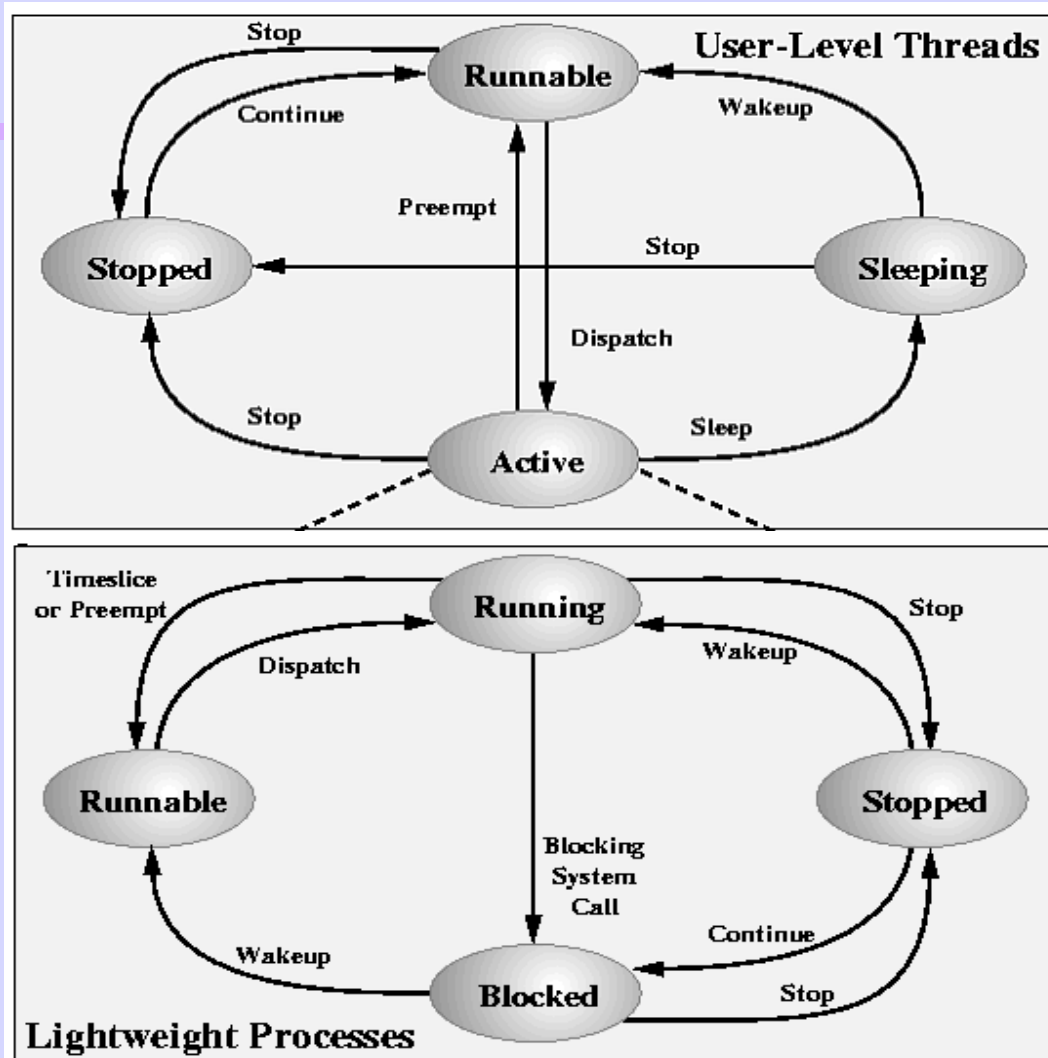 Stop
User-Level Threads
Runnable
Continue
Wakeup
Preempt
Stopped
Stop
Sleeping
Dispatch
Stop
Sleep
Active
Timeslice
or Preempt
Running
Stop
Dispatch
Wakeup
Runnable
Stopped
Blocking
System
Call
Wakeup
Continue
Blocked
Stop
Lightweight Processes